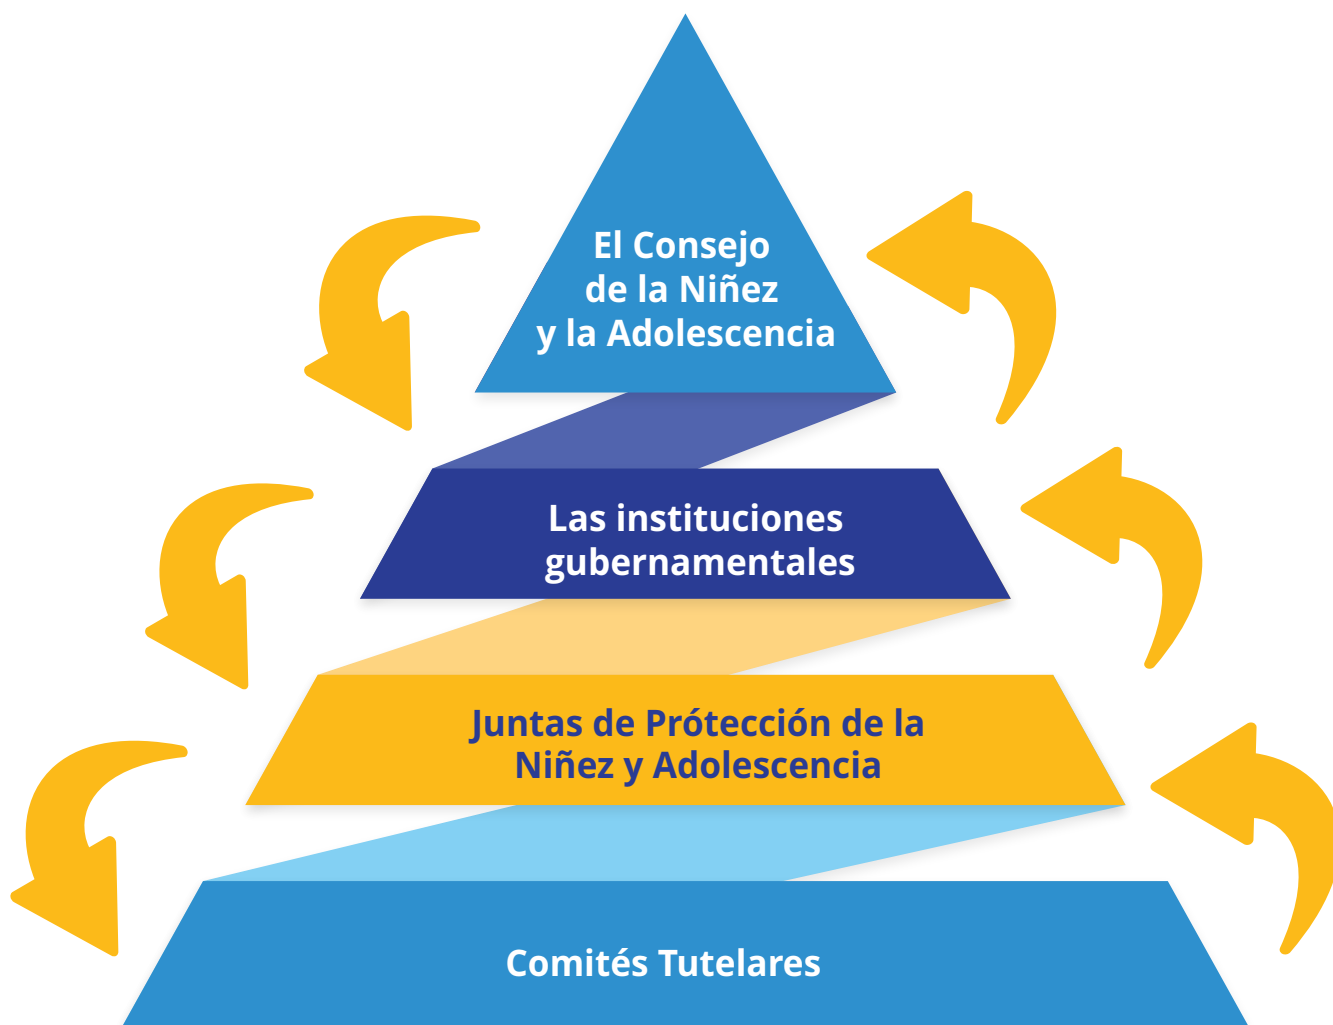 El Consejo
de la Niñez
y la Adolescencia
Las instituciones
gubernamentales
Juntas de Prótección de la
Niñez y Adolescencia
Comités Tutelares